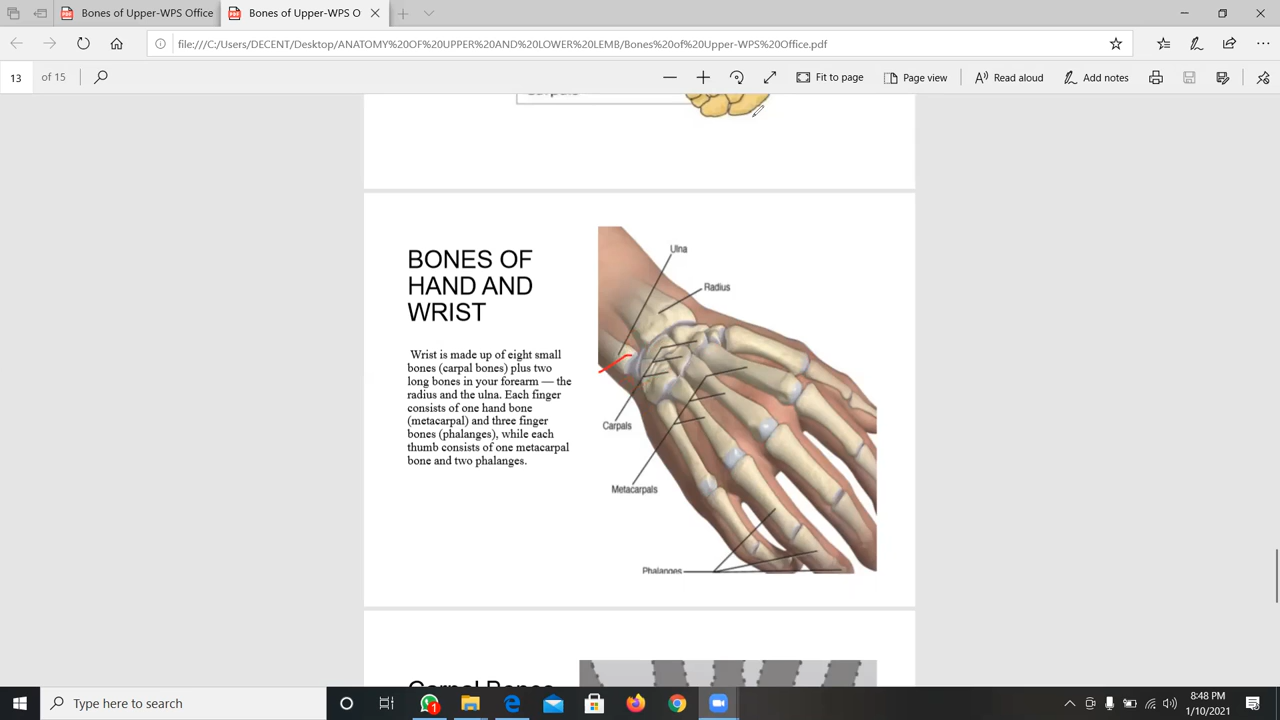 Bones of Upper-WPS Office
Bones of Upper-WPS O
file:///C:/Users/DECENT/Desktop/ANATOMY%20OF%20UPPER%20AND%20LOWER%20LEMB/Bones%20of%20Upper-WPS%20Office.pdf
13 of 15
Fit to page
Page view
Read aloud
Add notes
BONES OF
HAND AND
WRIST
Wrist is made up of eight small
bones (carpal bones) plus two
long bones in your forearm — the
radius and the ulna. Each finger
consists of one hand bone
(metacarpal) and three finger
bones (phalanges), while each
thumb consists of one metacarpal
bone and two phalanges.
Ulna
Radius
Carpals
Metacarpals
Phalanges
Carpal Bones
Type here to search
1
8:48 PM
1/10/2021